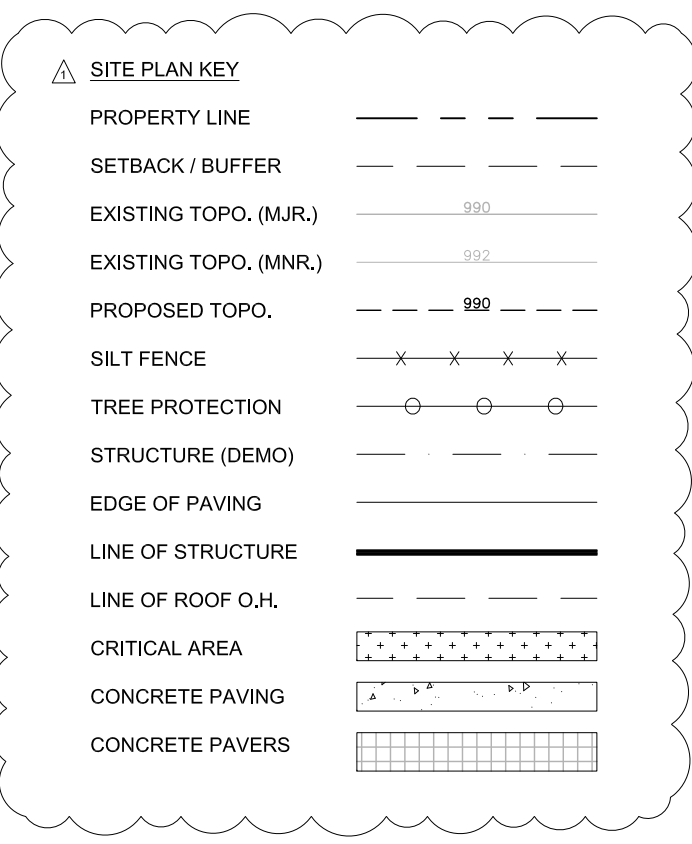 1 SITE PLAN KEY
PROPERTY LINE
SETBACK / BUFFER
EXISTING TOPO. (MJR.) 990
EXISTING TOPO. (MNR.) 992
PROPOSED TOPO. 990
SILT FENCE
TREE PROTECTION
STRUCTURE (DEMO)
EDGE OF PAVING
LINE OF STRUCTURE
LINE OF ROOF O.H.
CRITICAL AREA
CONCRETE PAVING
CONCRETE PAVERS